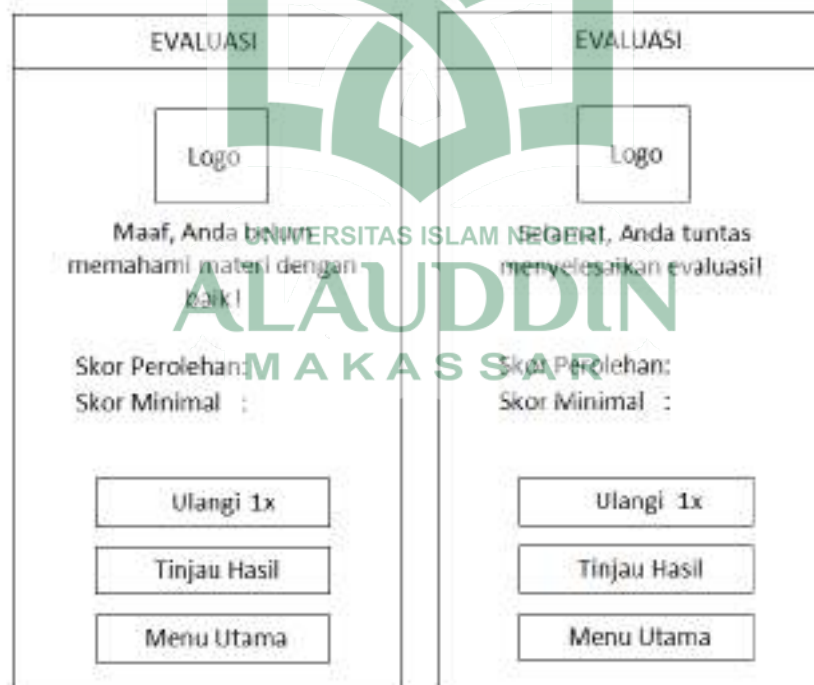 EVALUASI
Logo
Maaf, Anda belum
memahami materi dengan
baik!
Skor Perolehan:
Skor Minimal :
Ulangi 1x
Tinjau Hasil
Menu Utama
EVALUASI
Logo
Selamat, Anda tuntas
menyelesaikan evaluasi!
Skor Perolehan:
Skor Minimal :
Ulangi 1x
Tinjau Hasil
Menu Utama
UNIVERSITAS ISLAM NEGERI
ALAUDDIN
MAKASSAR